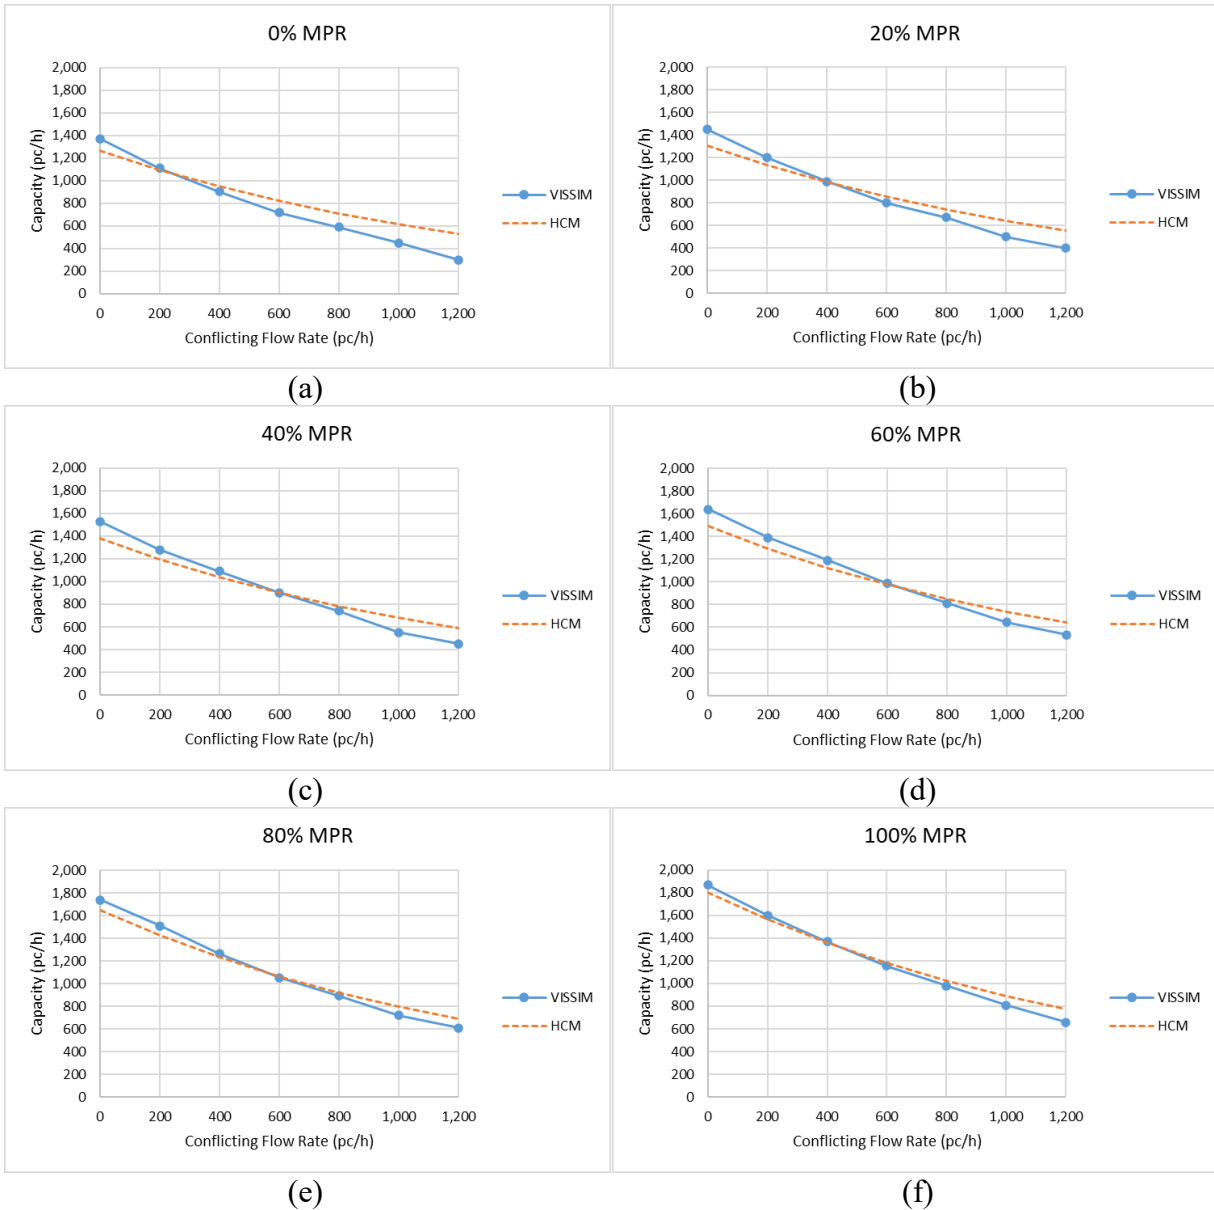 0% MPR
2,000
1,800
1,600
1,400
1,200
1,000
800
600
400
200
0
Capacity (pc/h)
0 200 400 600 800 1,000 1,200
Conflicting Flow Rate (pc/h)
VISSIM
HCM
(a)
20% MPR
2,000
1,800
1,600
1,400
1,200
1,000
800
600
400
200
0
Capacity (pc/h)
0 200 400 600 800 1,000 1,200
Conflicting Flow Rate (pc/h)
VISSIM
HCM
(b)
40% MPR
2,000
1,800
1,600
1,400
1,200
1,000
800
600
400
200
0
Capacity (pc/h)
0 200 400 600 800 1,000 1,200
Conflicting Flow Rate (pc/h)
VISSIM
HCM
(c)
60% MPR
2,000
1,800
1,600
1,400
1,200
1,000
800
600
400
200
0
Capacity (pc/h)
0 200 400 600 800 1,000 1,200
Conflicting Flow Rate (pc/h)
VISSIM
HCM
(d)
80% MPR
2,000
1,800
1,600
1,400
1,200
1,000
800
600
400
200
0
Capacity (pc/h)
0 200 400 600 800 1,000 1,200
Conflicting Flow Rate (pc/h)
VISSIM
HCM
(e)
100% MPR
2,000
1,800
1,600
1,400
1,200
1,000
800
600
400
200
0
Capacity (pc/h)
0 200 400 600 800 1,000 1,200
Conflicting Flow Rate (pc/h)
VISSIM
HCM
(f)